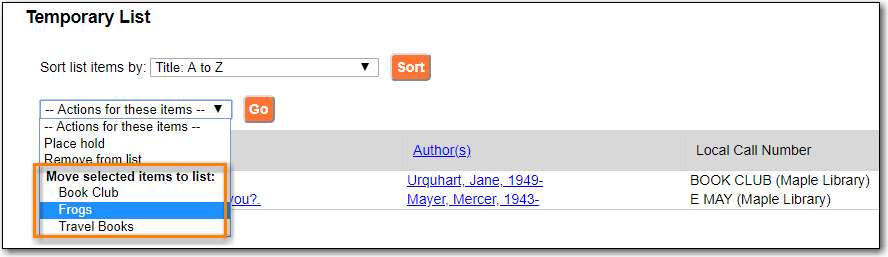 Temporary List
Sort list items by: Title: A to Z Sort
-- Actions for these items -- Go
-- Actions for these items --
Place hold
Remove from list
Author(s) Local Call Number
Move selected items to list:
Book Club Urquhart, Jane, 1949- BOOK CLUB (Maple Library)
Frogs you?. Mayer, Mercer, 1943- E MAY (Maple Library)
Travel Books